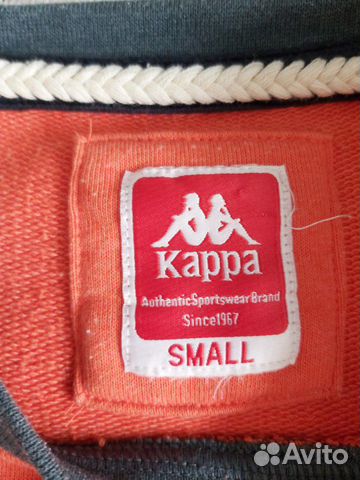 Kappa
AuthenticSportswearBrand
Since1967
SMALL
Avito